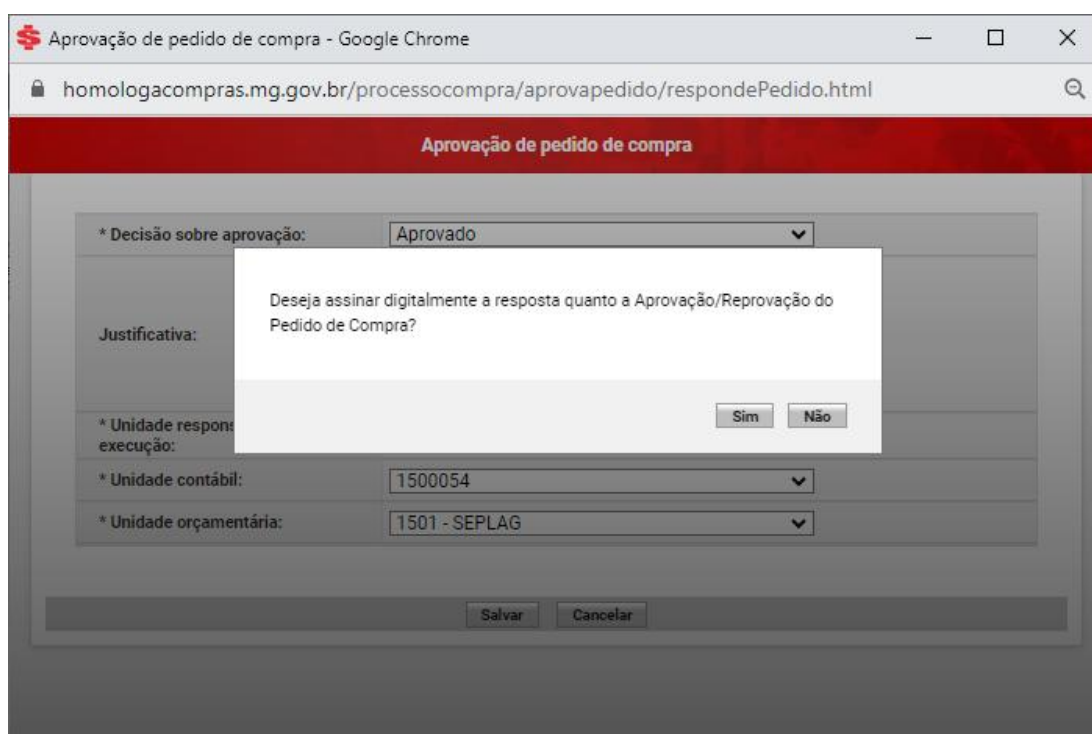 Aprovação de pedido de compra - Google Chrome
homologacompras.mg.gov.br/processocompra/aprovapedido/respondePedido.html
Aprovação de pedido de compra
* Decisão sobre aprovação: Aprovado
Deseja assinar digitalmente a resposta quanto a Aprovação/Reprovação do
Pedido de Compra?
Justificativa:
Sim Não
* Unidade
execução:
* Unidade contábil: 1500054
* Unidade orçamentária: 1501 - SEPLAG
Salvar Cancelar